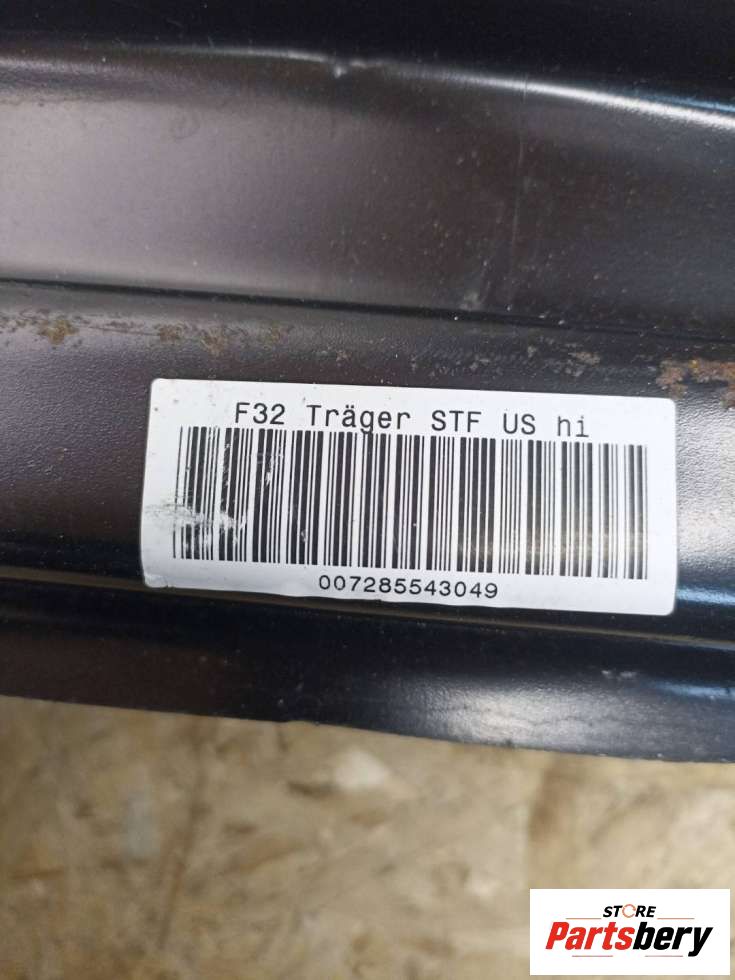 F32 Träger STF US hi
007285543049
STORE
Partsbery